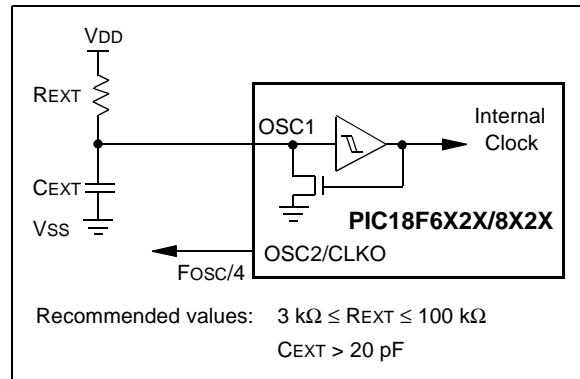 VDD
REXT
CEXT
VSS
OSC1
Internal
Clock
PIC18F6X2X/8X2X
OSC2/CLKO
FOSC/4
Recommended values: 3 kΩ ≤ REXT ≤ 100 kΩ
CEXT > 20 pF